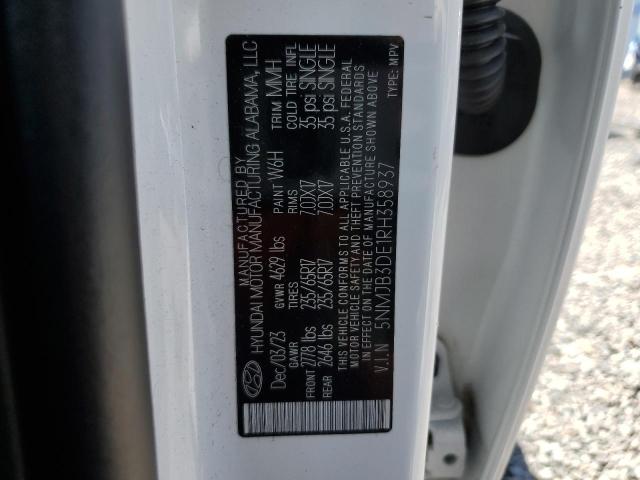 MANUFACTURED BY
HYUNDAI MOTOR MANUFACTURING ALABAMA, LLC
Dec/03/23 GVWR 4629 lbs PAINT W6H TRIM MMH
GAWR TIRES RIMS COLD TIRE INFL
FRONT 2778 lbs 235/65R17 7.0JX17 35 psi SINGLE
REAR 2646 lbs 235/65R17 7.0JX17 35 psi SINGLE
THIS VEHICLE CONFORMS TO ALL APPLICABLE U.S.A. FEDERAL
MOTOR VEHICLE SAFETY AND THEFT PREVENTION STANDARDS
IN EFFECT ON THE DATE OF MANUFACTURE SHOWN ABOVE
V.I.N 5NMJB3DE1RH358937 TYPE: MPV